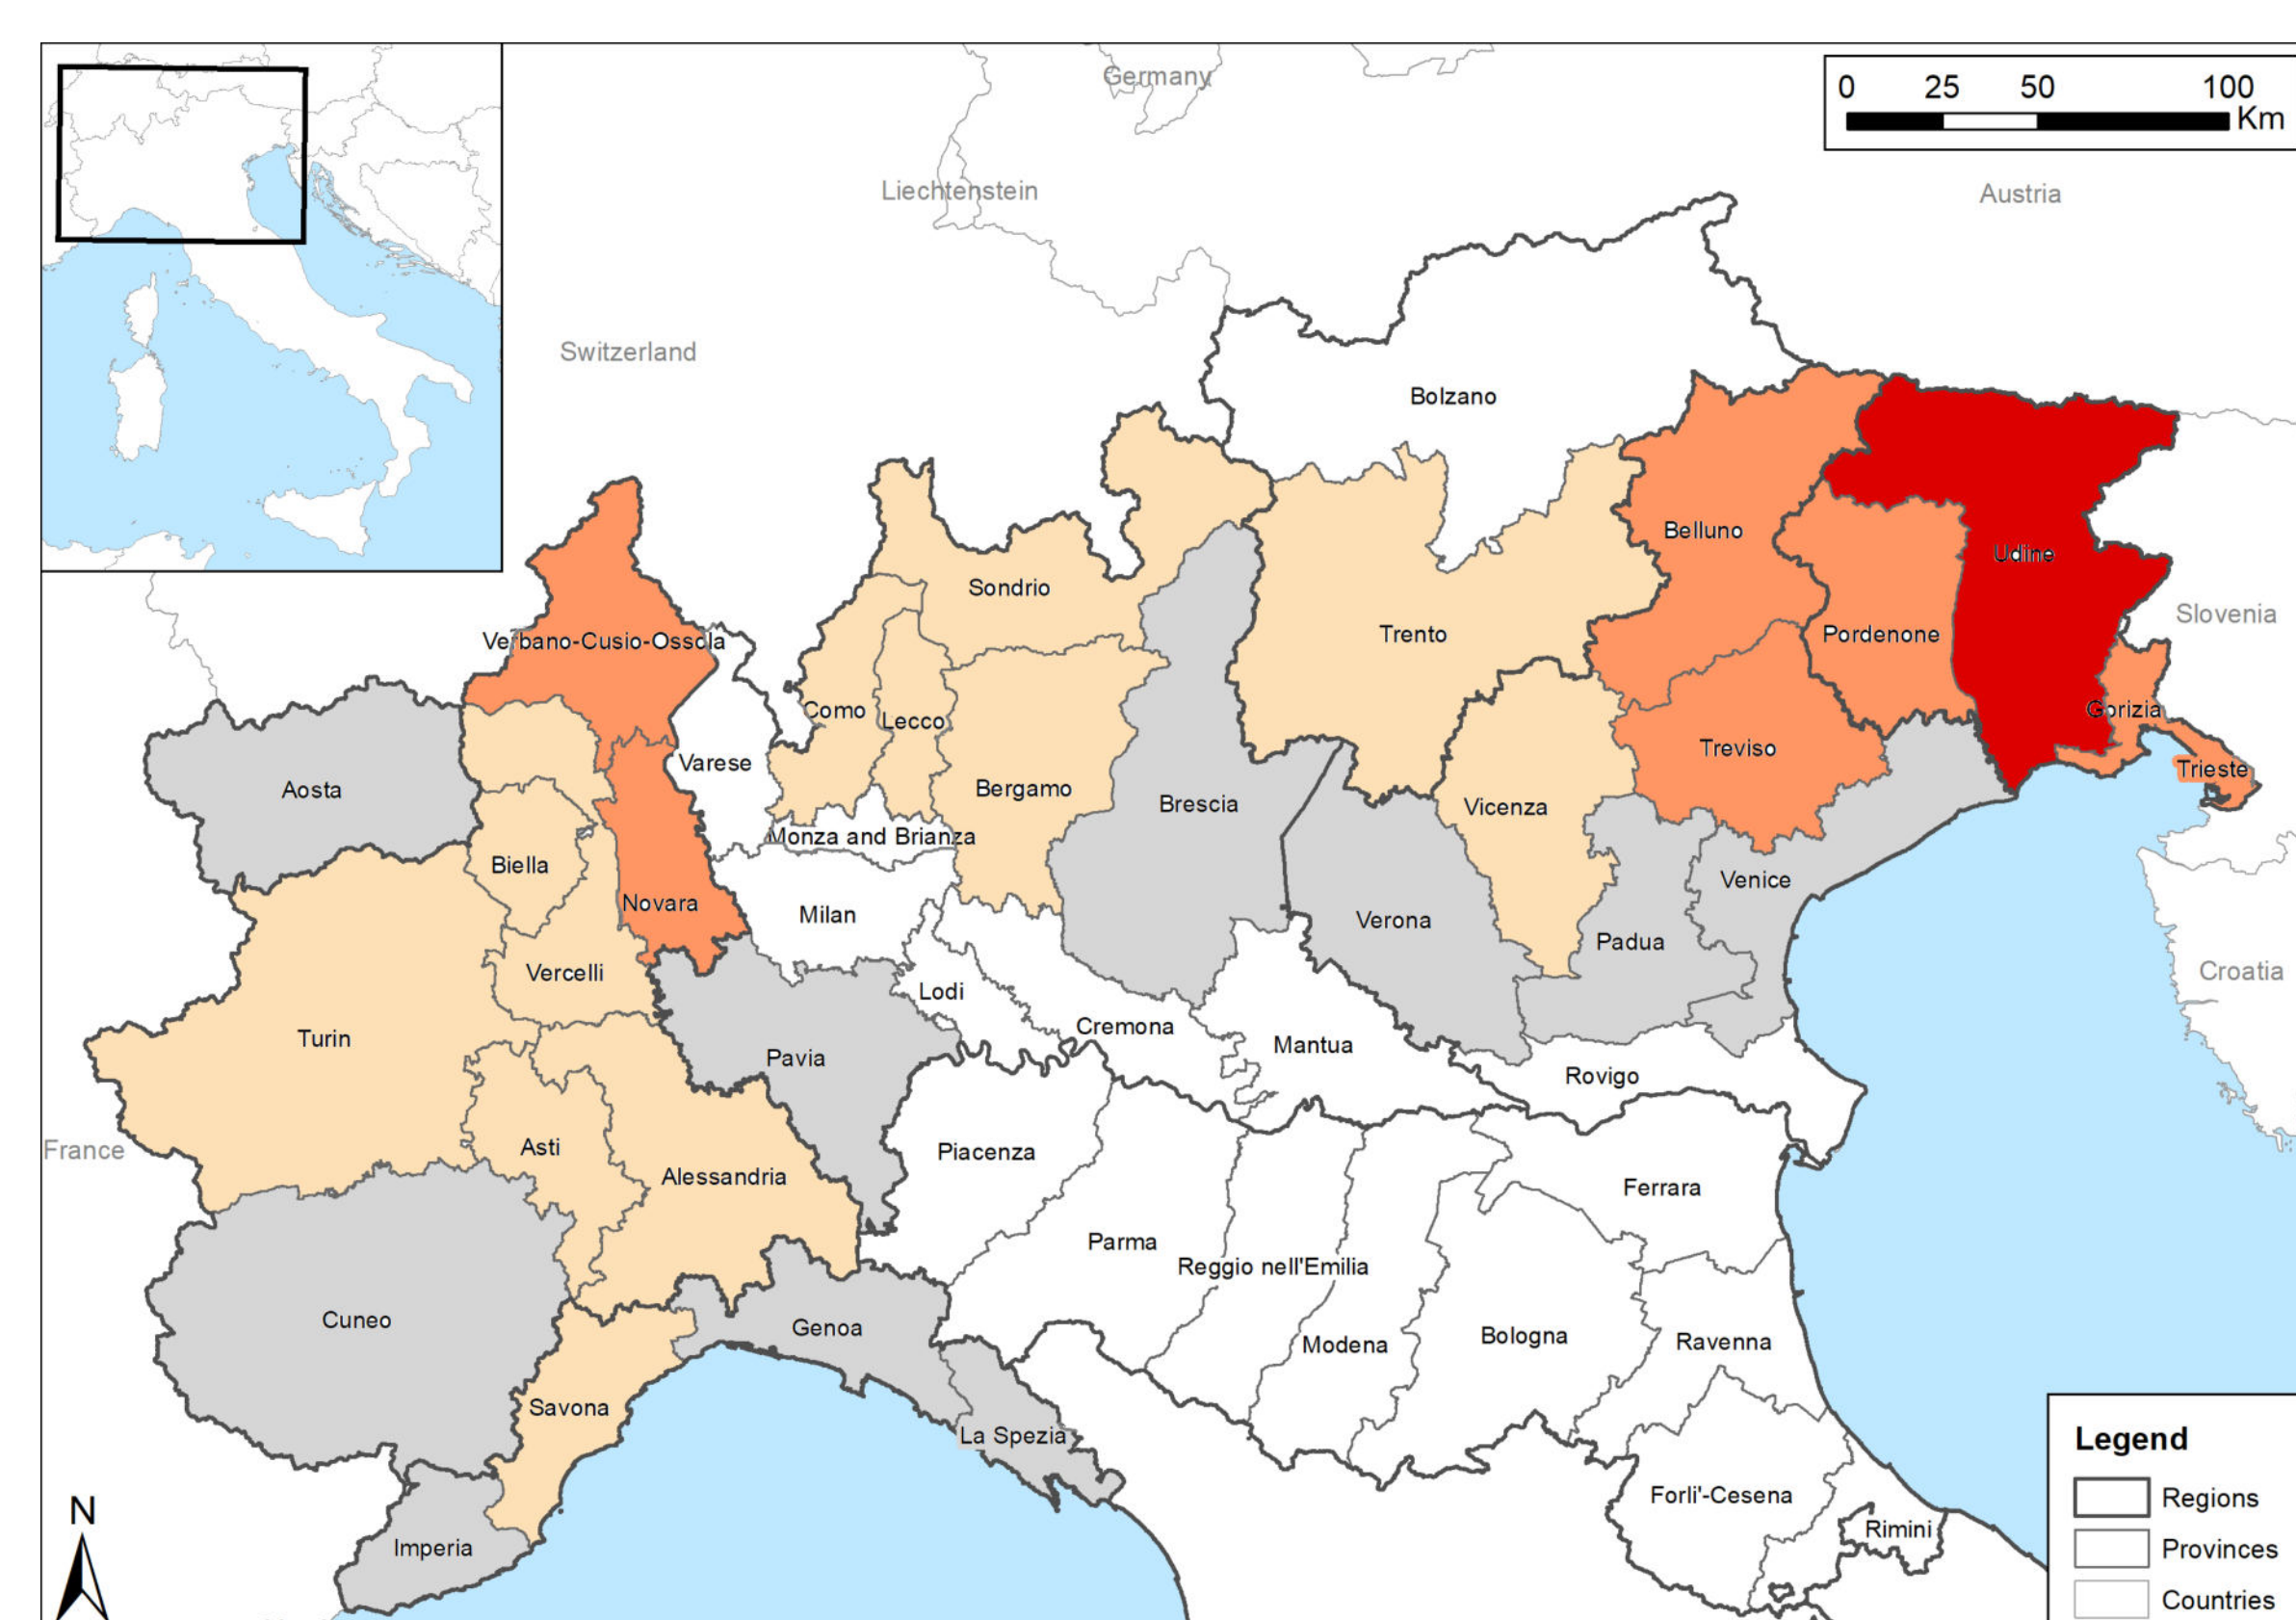 Germany
0 25 50 100
Km
Liechtenstein
Austria
Switzerland
Bolzano
Belluno
Udine
Sondrio
Slovenia
Trento
Pordenone
Verbano-Cusio-Ossola
Como
Lecco
Gorizia
Treviso
Varese
Trieste
Aosta
Bergamo
Brescia
Vicenza
Monza and Brianza
Biella
Venice
Novara
Milan
Verona
Padua
Vercelli
Croatia
Lodi
Cremona
Turin
Mantua
Pavia
Rovigo
France
Asti
Piacenza
Alessandria
Ferrara
Parma
Reggio nell'Emilia
Cuneo
Genoa
Bologna
Modena
Ravenna
Savona
La Spezia
Legend
Forli'-Cesena
Regions
N
Rimini
Imperia
Provinces
Countries